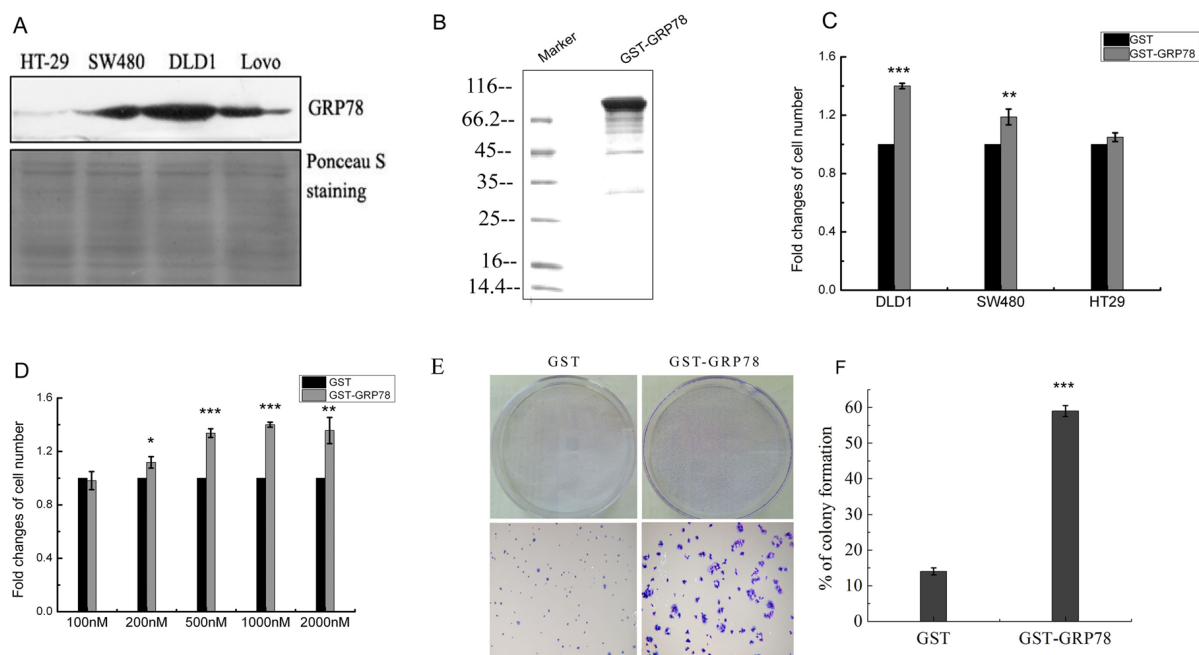 A
HT-29 SW480 DLD1 Lovo
GRP78
Ponceau S
staining
B
Marker
GST-GRP78
116--
66.2--
45--
35--
25--
16--
14.4--
C
GST
GST-GRP78
Fold changes of cell number
1.6
1.2
0.8
0.4
0.0
***
**
DLD1 SW480 HT29
D
GST
GST-GRP78
Fold changes of cell number
1.6
1.2
0.8
0.4
0.0
*
***
***
**
100nM 200nM 500nM 1000nM 2000nM
E
GST GST-GRP78
F
% of colony formation
60
50
40
30
20
10
0
***
GST GST-GRP78